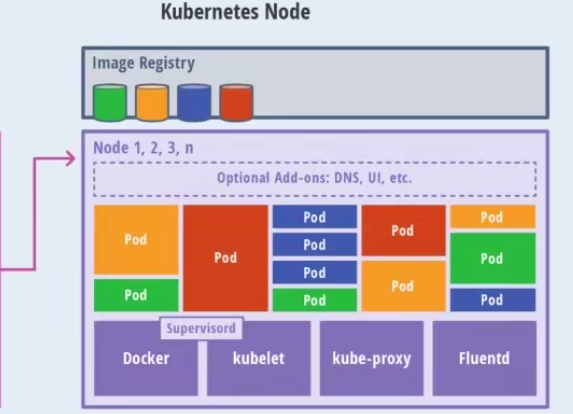 Kubernetes Node
Image Registry
Node 1, 2, 3, n
Optional Add-ons: DNS, UI, etc.
Pod
Pod
Pod
Pod
Pod
Pod
Pod
Pod
Pod
Pod
Pod
Pod
Supervisord
Docker
kubelet
kube-proxy
Fluentd